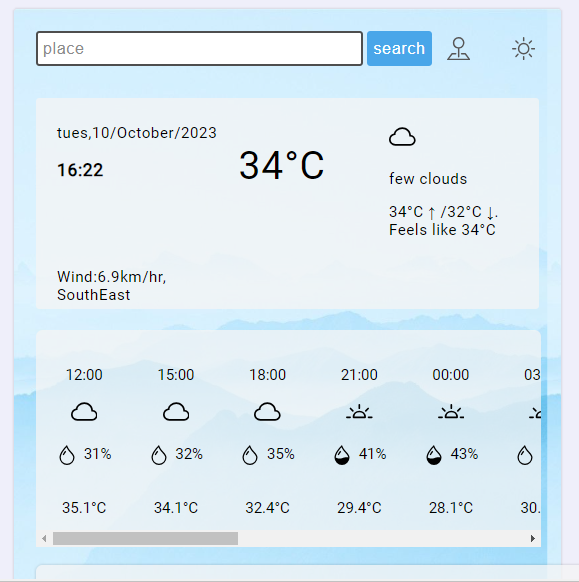 place
search
tues,10/October/2023
16:22
34°C
few clouds
34°C ↑ /32°C ↓.
Feels like 34°C
Wind:6.9km/hr,
SouthEast
12:00 15:00 18:00 21:00 00:00 03
31% 32% 35% 41% 43%
35.1°C 34.1°C 32.4°C 29.4°C 28.1°C 30.